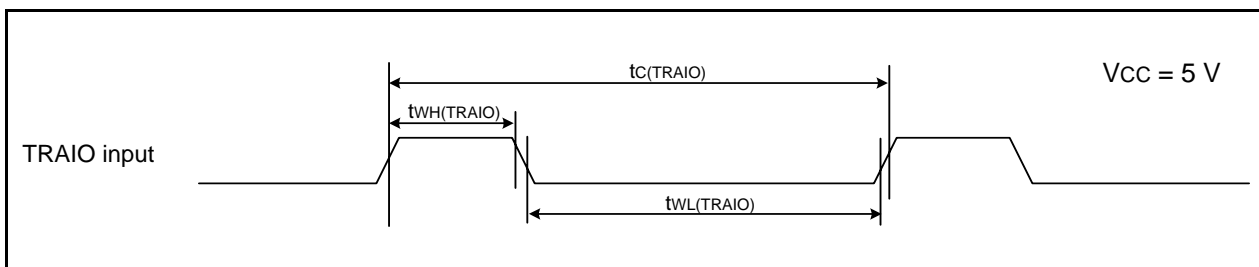 tC(TRAIO)
VCC = 5 V
tWH(TRAIO)
TRAIO input
tWL(TRAIO)